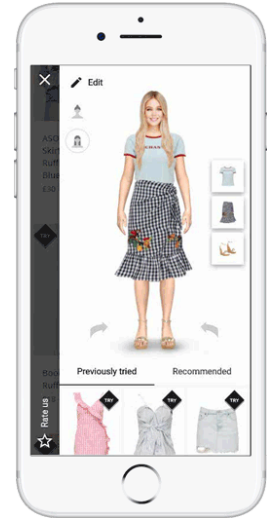 Edit
ASO
Skir
Ruff
Blue
£30
TRY
Previously tried
Recommended
Boo
Ruff
Rate us
TRY
TRY
TRY